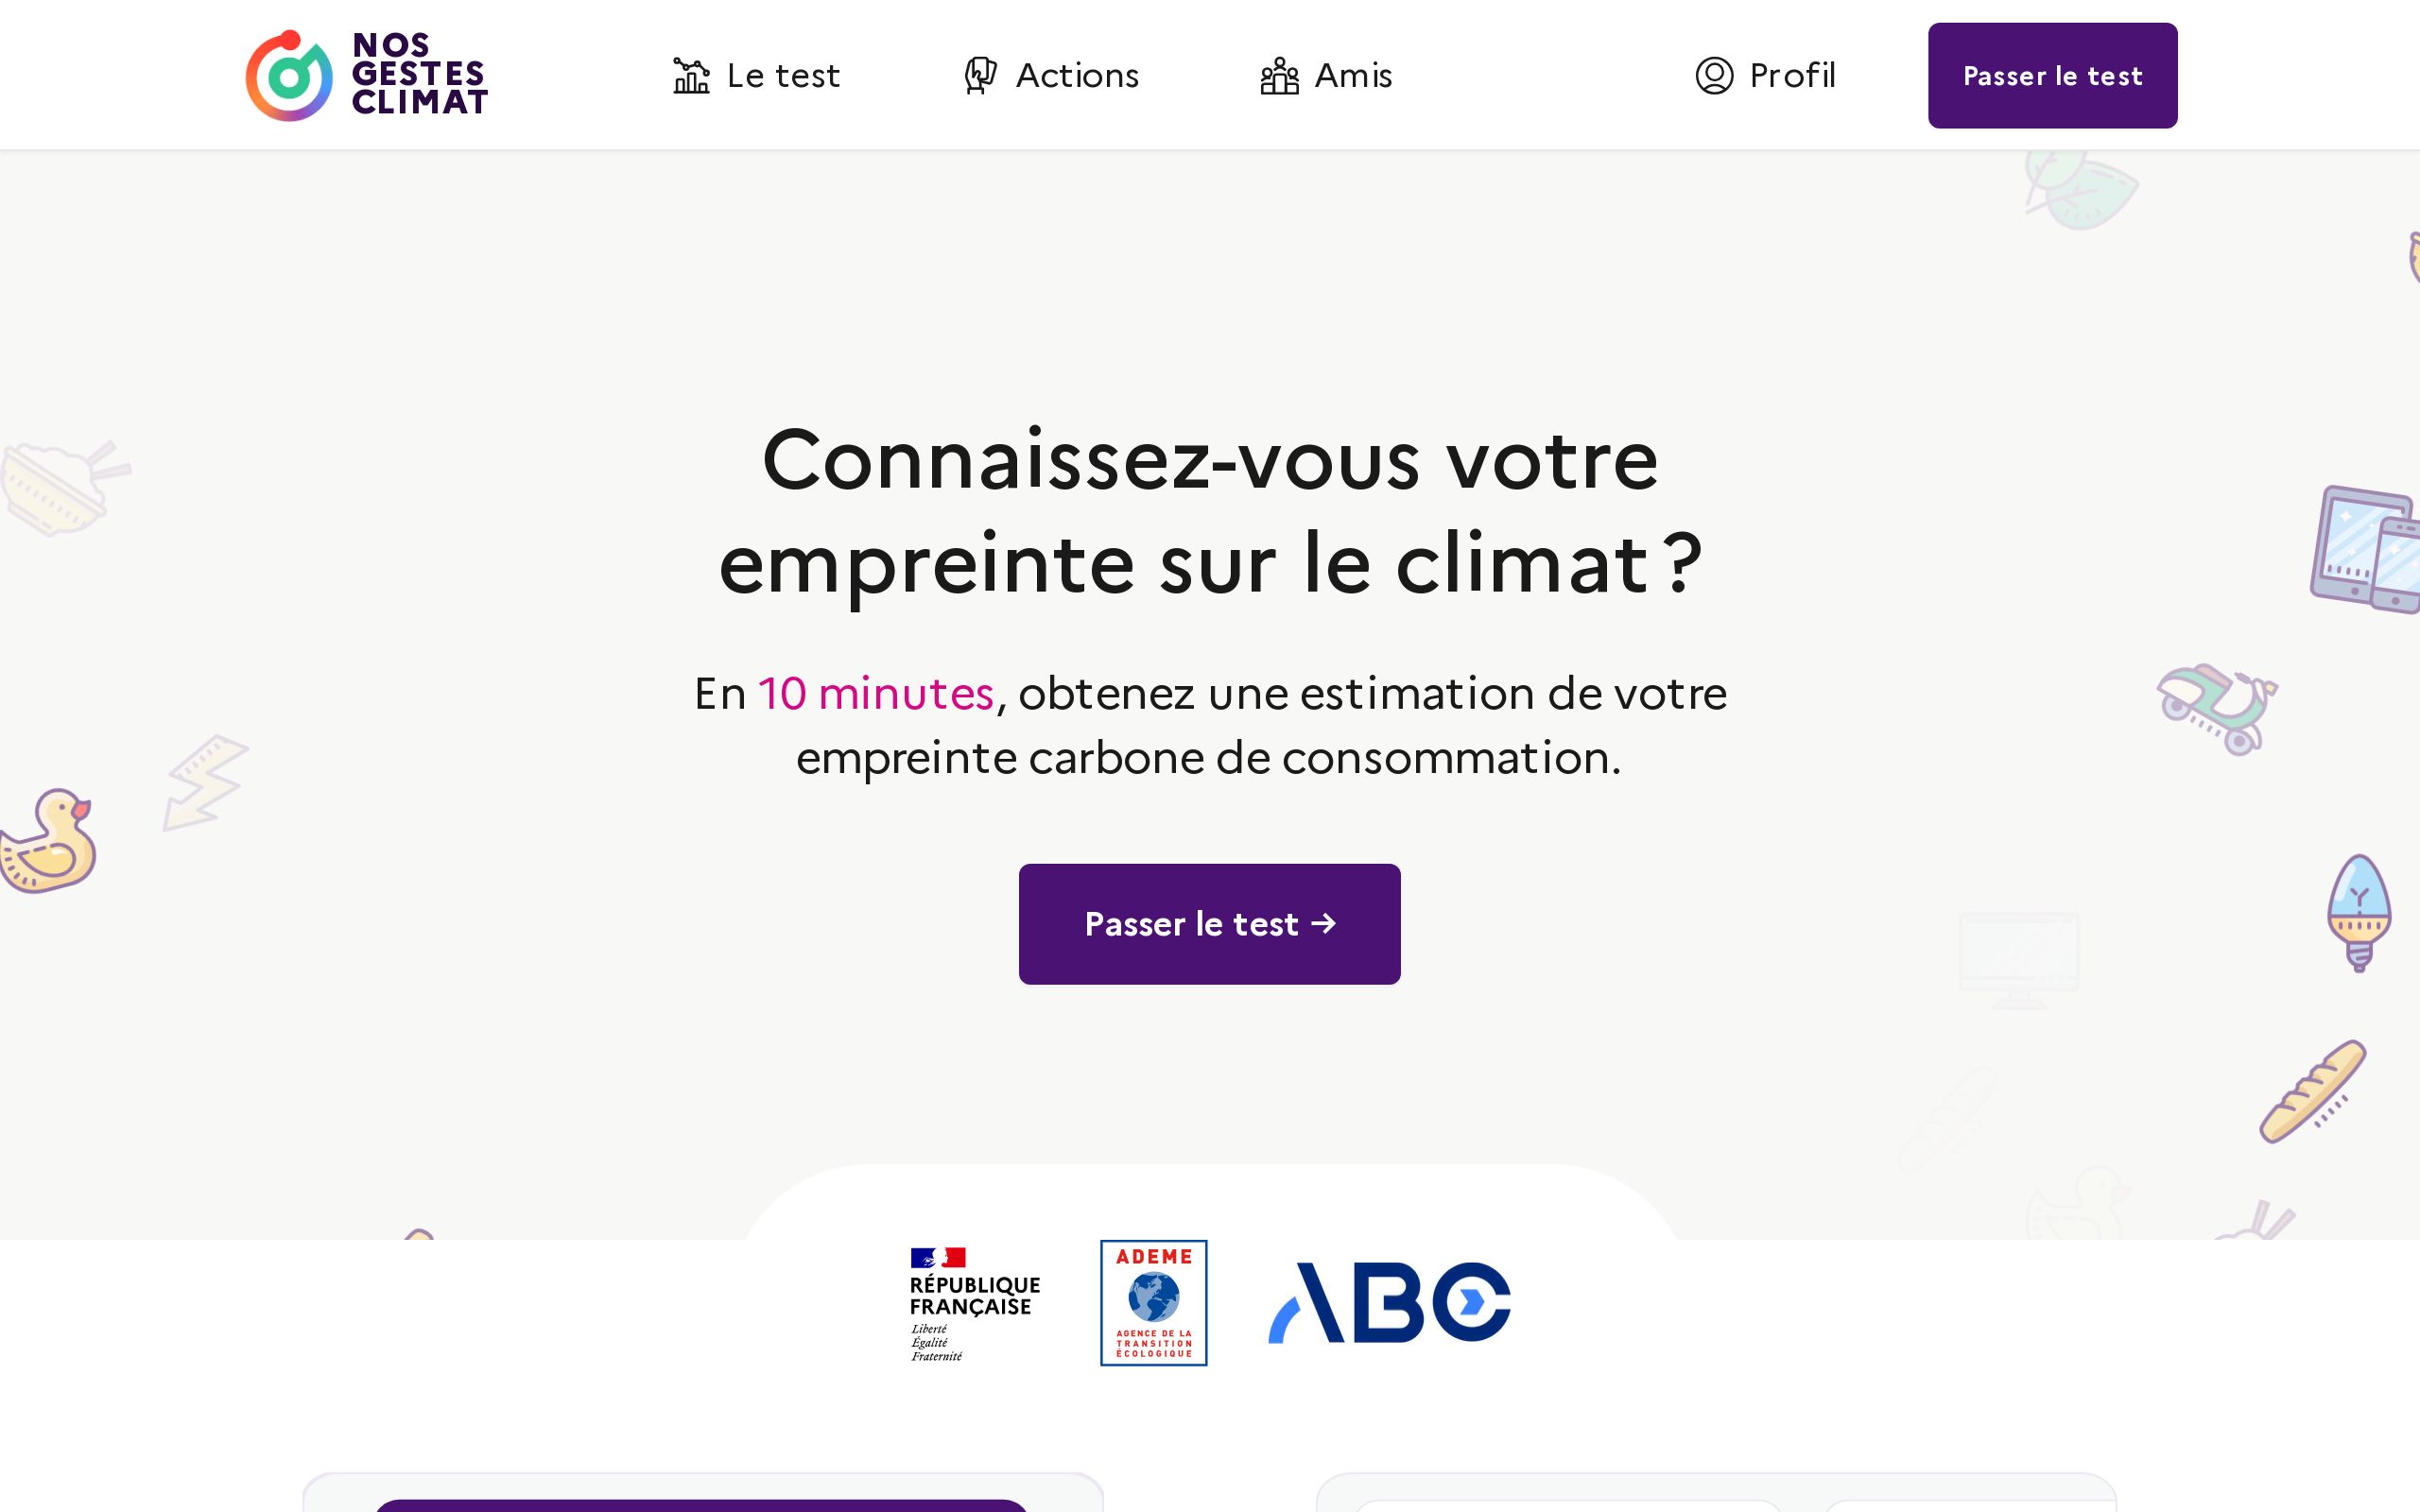 NOS
GESTES
CLIMAT
Le test
Actions
Amis
Profil
Passer le test
Connaissez-vous votre
empreinte sur le climat ?
En 10 minutes, obtenez une estimation de votre
empreinte carbone de consommation.
Passer le test →
RÉPUBLIQUE
FRANÇAISE
Liberté
Égalité
Fraternité
ADEME
AGENCE DE LA
TRANSITION
ÉCOLOGIQUE
ABC